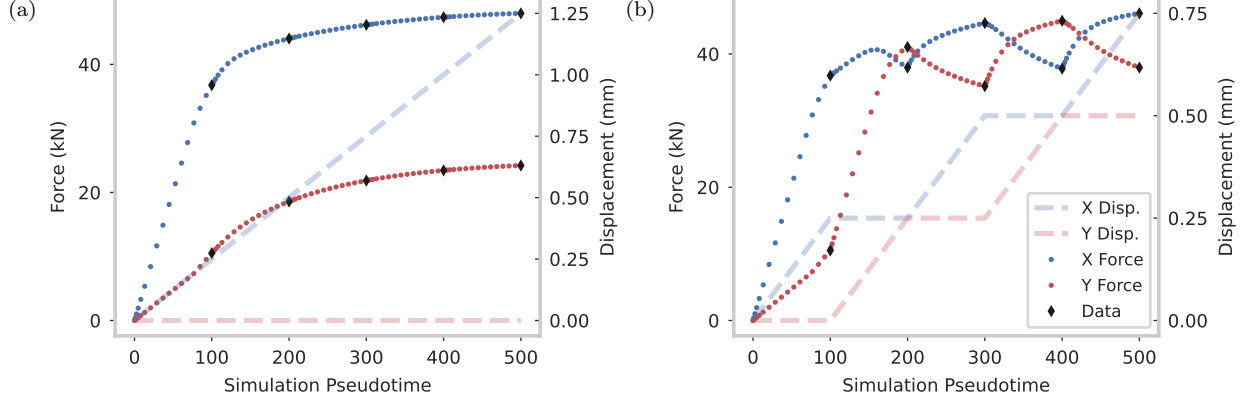 (a)
40
20
0
Force (kN)
1.25
1.00
0.75
0.50
0.25
0.00
Displacement (mm)
0 100 200 300 400 500
Simulation Pseudotime
(b)
40
20
0
Force (kN)
0.75
0.50
0.25
0.00
Displacement (mm)
X Disp.
Y Disp.
X Force
Y Force
Data
0 100 200 300 400 500
Simulation Pseudotime